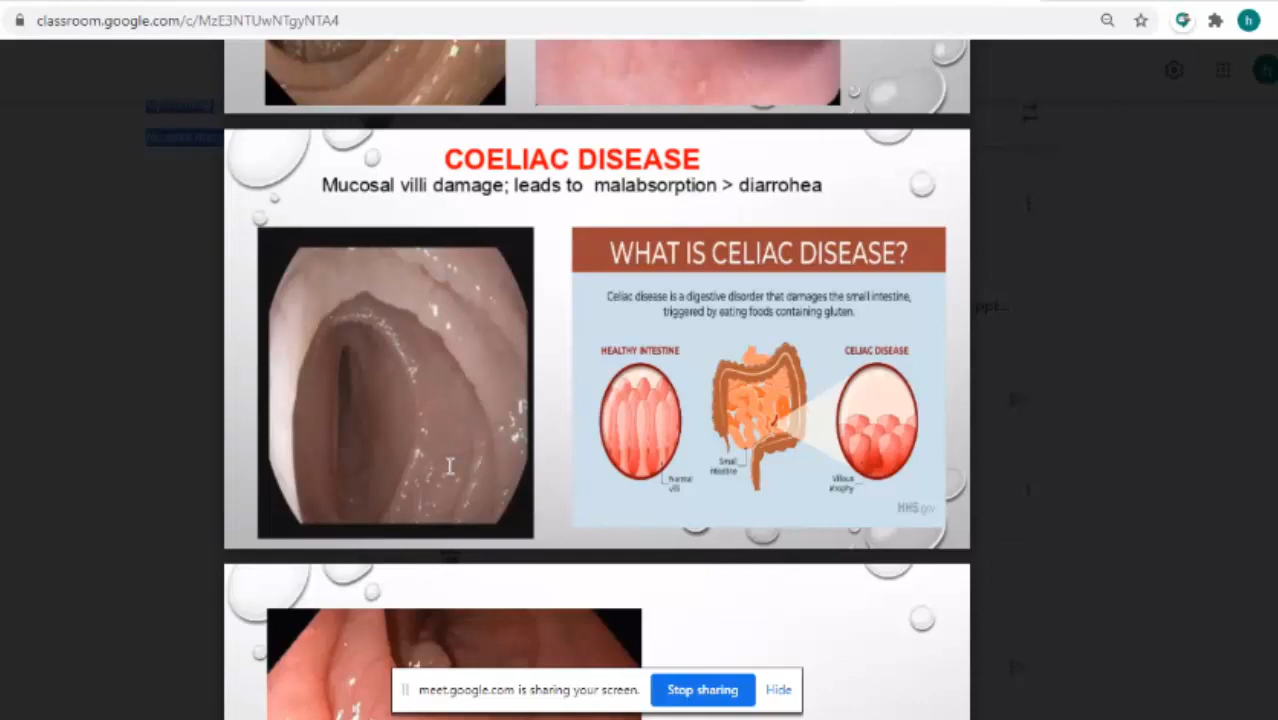 classroom.google.com/c/MzE3NTUwNTgyNTA4
h
COELIAC DISEASE
Mucosal villi damage; leads to malabsorption > diarrhea
WHAT IS CELIAC DISEASE?
Celiac disease is a digestive disorder that damages the small intestine,
triggered by eating foods containing gluten.
HEALTHY INTESTINE
CELIAC DISEASE
Small
intestine
Normal
villi
Villous
atrophy
HHS.gov
ppt...
meet.google.com is sharing your screen.
Stop sharing
Hide